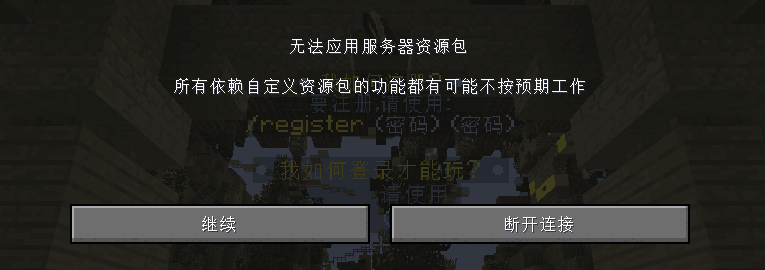 无法应用服务器资源包
所有依赖自定义资源包的功能都有可能不按预期工作
要注册,请使用:
/register (密码) (密码)
我如何登录才能玩?
请使用
继续
断开连接